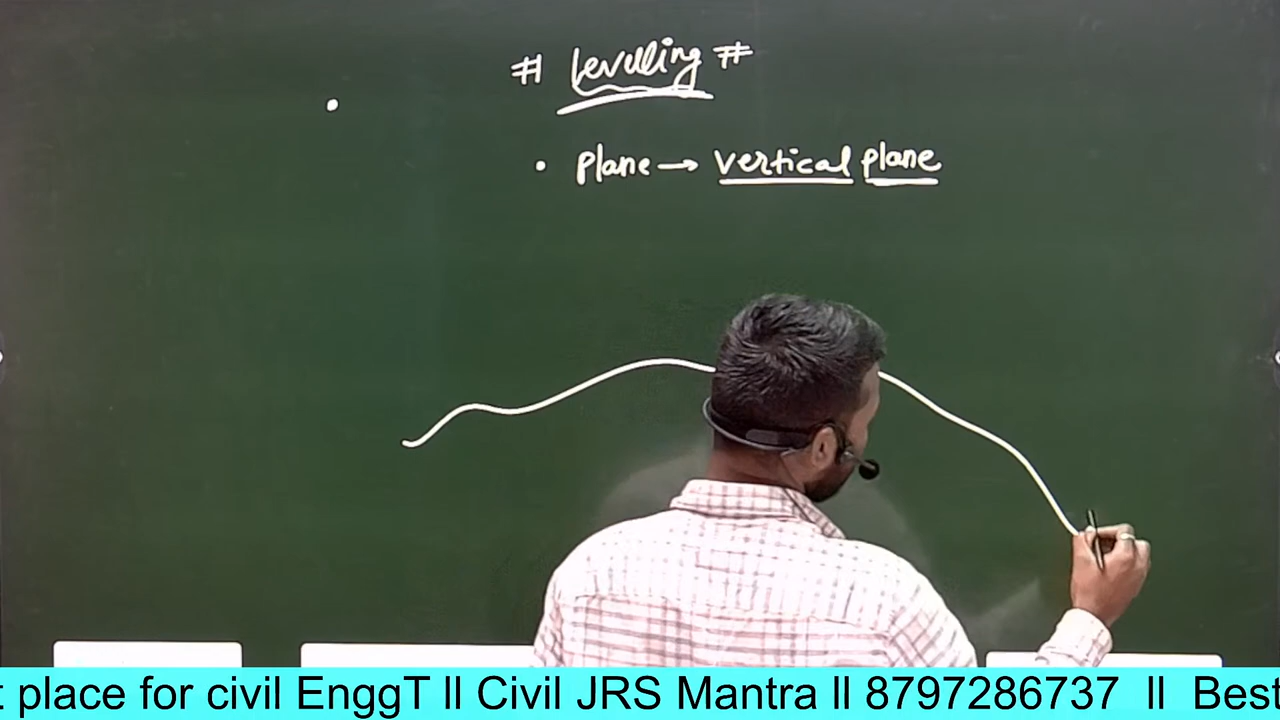 # Levelling #
• Plane → vertical plane
t place for civil EnggT ll Civil JRS Mantra ll 8797286737 ll Best